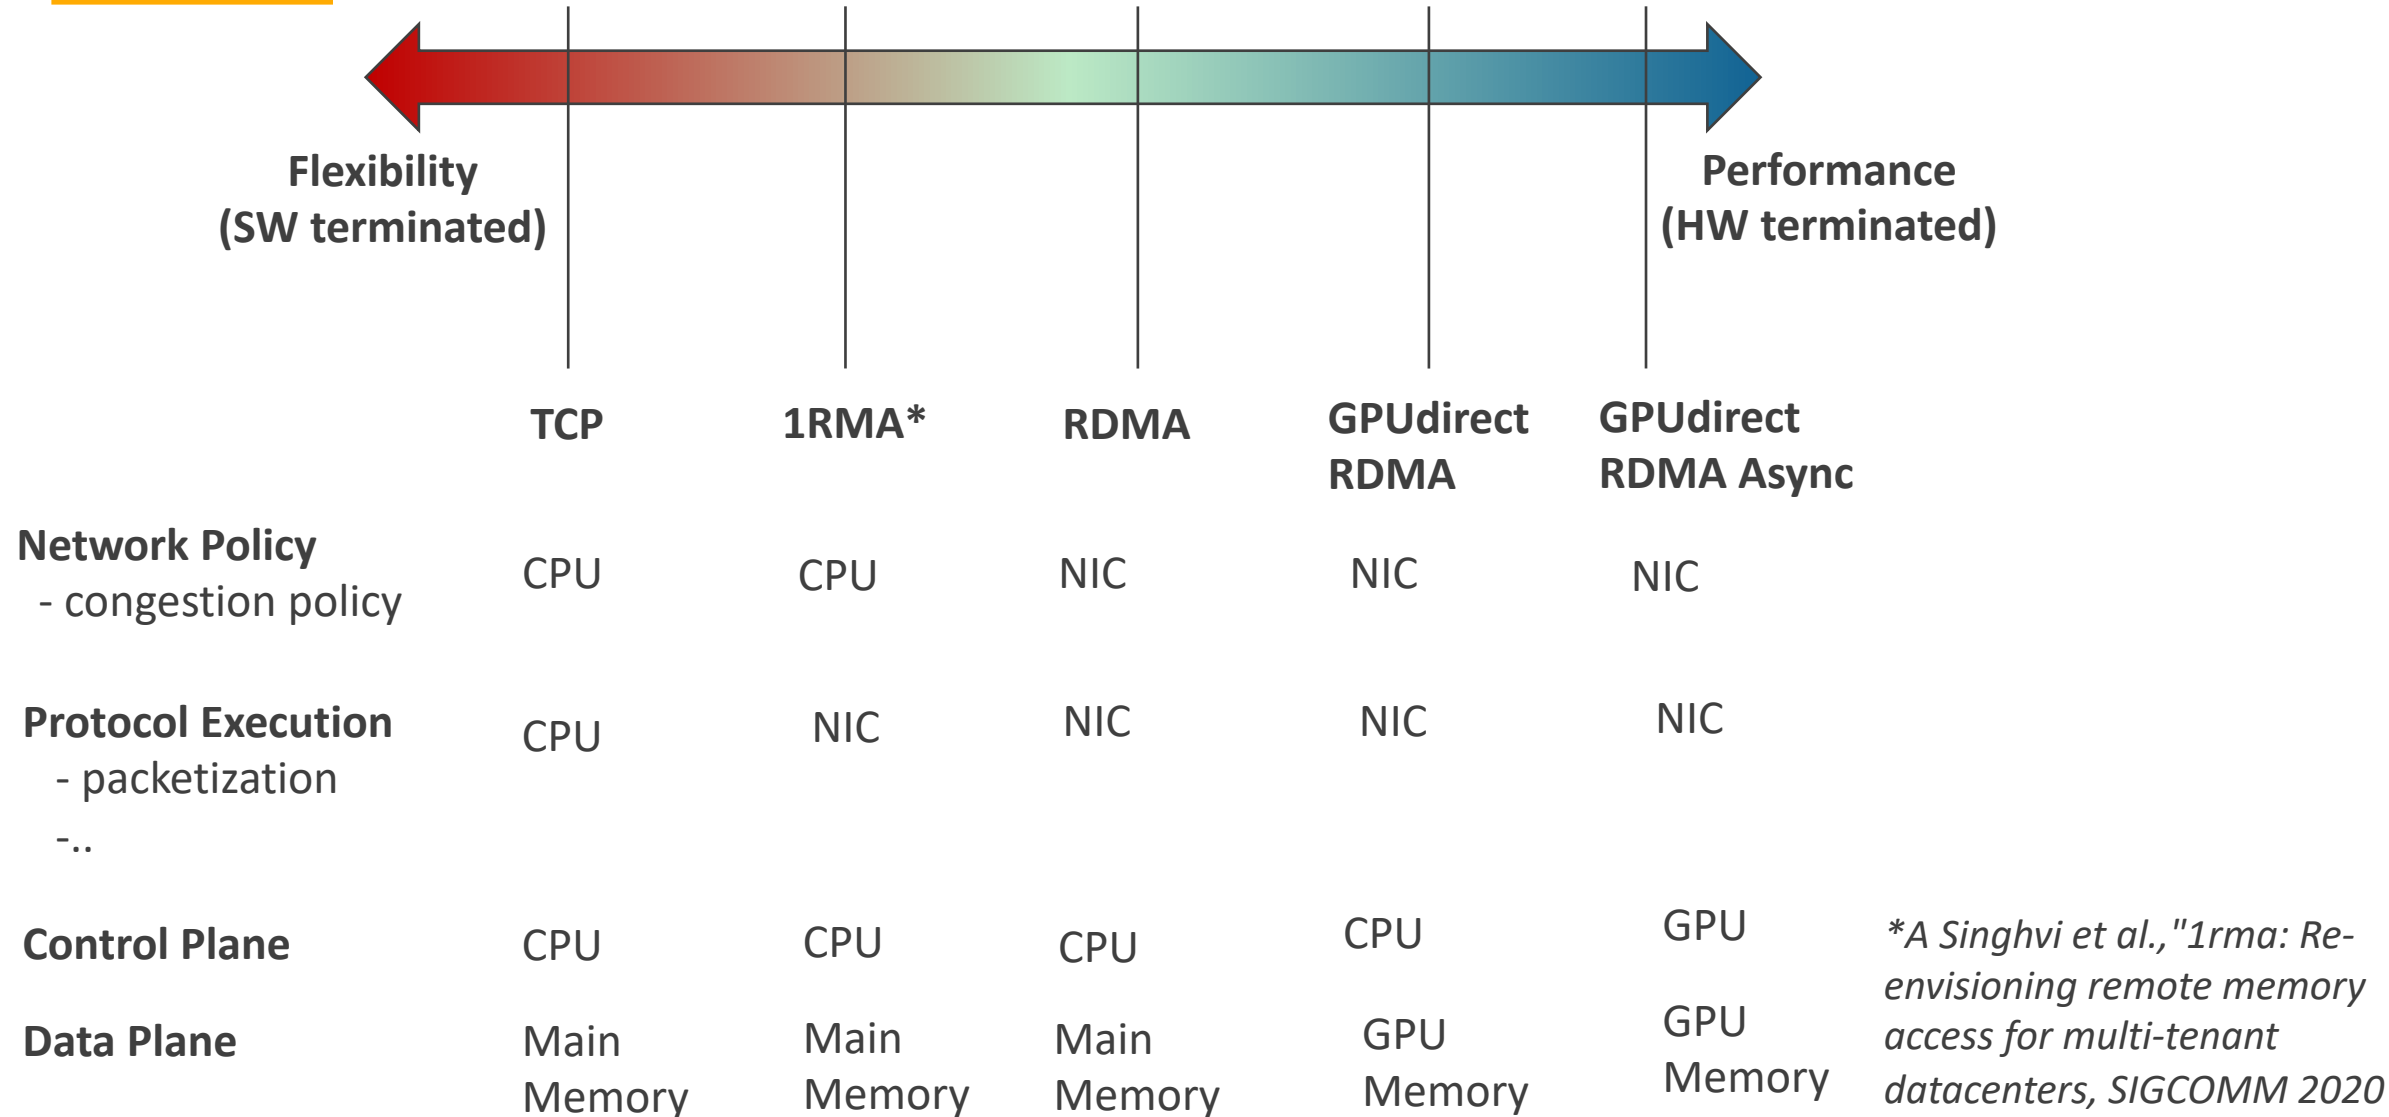 Flexibility
(SW terminated)
Performance
(HW terminated)
TCP 1RMA* RDMA GPUdirect GPUdirect
RDMA RDMA Async
Network Policy
- congestion policy
CPU CPU NIC NIC NIC
Protocol Execution
- packetization
-..
CPU NIC NIC NIC NIC
Control Plane CPU CPU CPU CPU GPU
Data Plane Main Main Main GPU GPU
Memory Memory Memory Memory Memory
*A Singhvi et al.,"1rma: Re-
envisioning remote memory
access for multi-tenant
datacenters, SIGCOMM 2020